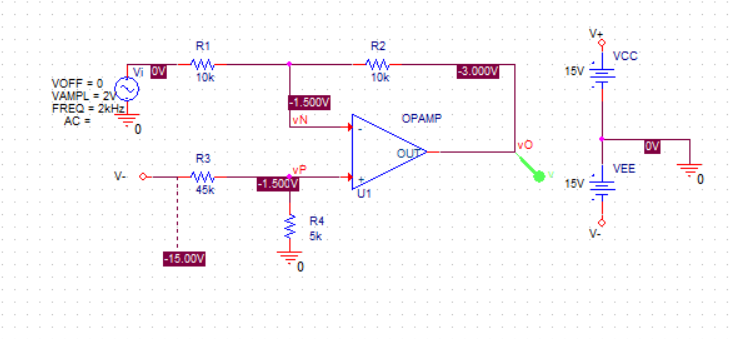 R1
R2
V+
Vi
0V
10k
10k
-3.000V
15V
VCC
VOFF = 0
VAMPL = 2V
FREQ = 2kHz
AC =
0
-1.500V
vN
OPAMP
-
OUT
vO
v
0V
V-
R3
45k
-1.500V
vP
+
U1
15V
VEE
0
R4
5k
V-
-15.00V
0